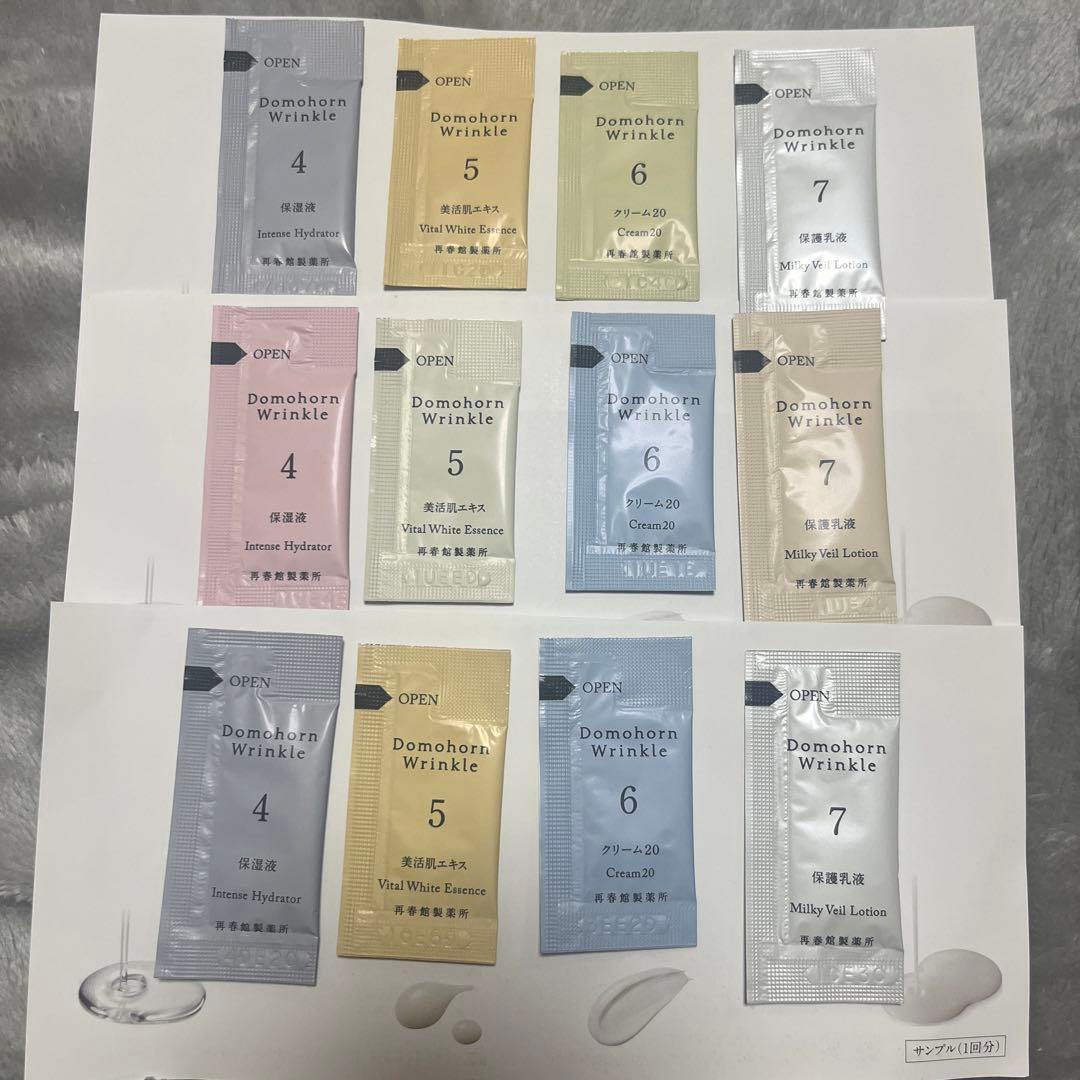 OPEN
Domohorn
Wrinkle
4
保湿液
Intense Hydrator
再春館製薬所
OPEN
Domohorn
Wrinkle
5
美活肌エキス
Vital White Essence
再春館製薬所
OPEN
Domohorn
Wrinkle
6
クリーム20
Cream20
再春館製薬所
OPEN
Domohorn
Wrinkle
7
保護乳液
Milky Veil Lotion
再春館製薬所
OPEN
Domohorn
Wrinkle
4
保湿液
Intense Hydrator
再春館製薬所
OPEN
Domohorn
Wrinkle
5
美活肌エキス
Vital White Essence
再春館製薬所
OPEN
Domohorn
Wrinkle
6
クリーム20
Cream20
再春館製薬所
OPEN
Domohorn
Wrinkle
7
保護乳液
Milky Veil Lotion
再春館製薬所
OPEN
Domohorn
Wrinkle
4
保湿液
Intense Hydrator
再春館製薬所
OPEN
Domohorn
Wrinkle
5
美活肌エキス
Vital White Essence
再春館製薬所
OPEN
Domohorn
Wrinkle
6
クリーム20
Cream20
再春館製薬所
OPEN
Domohorn
Wrinkle
7
保護乳液
Milky Veil Lotion
再春館製薬所
サンプル(1回分)